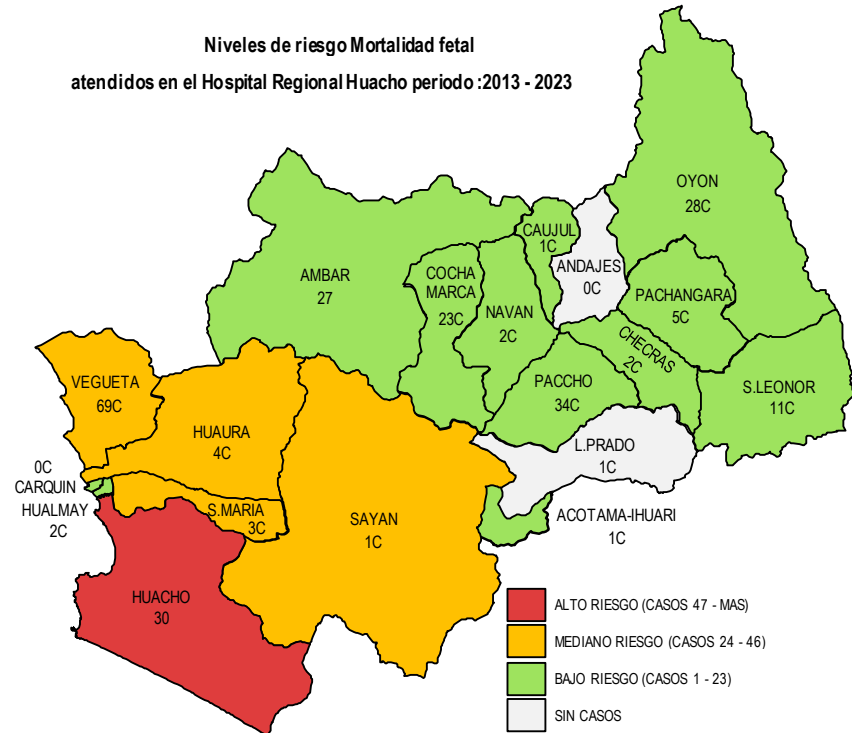 Niveles de riesgo Mortalidad fetal
atendidos en el Hospital Regional Huacho periodo :2013 - 2023
OYON
28C
CAUJUL
1C
ANDAJES
0C
AMBAR
27
COCHA
MARCA
23C
NAVAN
2C
PACHANGARA
5C
CHECRAS
2C
VEGUETA
69C
PACCHO
34C
S.LEONOR
11C
HUAURA
4C
L.PRADO
1C
0C
CARQUIN
HUALMAY
2C
S.MARIA
3C
SAYAN
1C
ACOTAMA-IHUARI
1C
HUACHO
30
ALTO RIESGO (CASOS 47 - MAS)
MEDIANO RIESGO (CASOS 24 - 46)
BAJO RIESGO (CASOS 1 - 23)
SIN CASOS